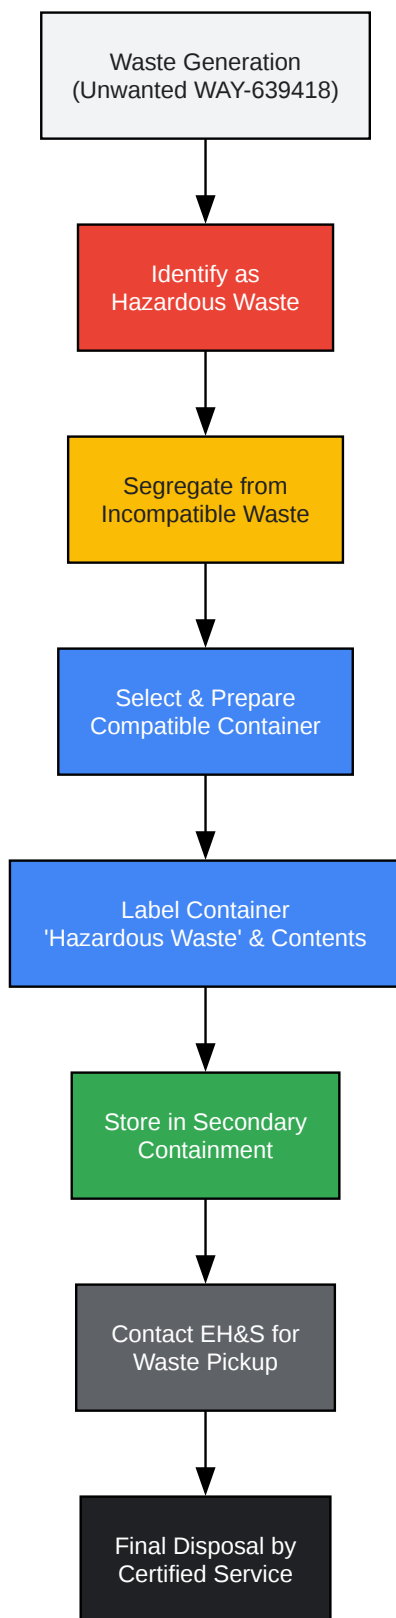 Waste Generation
(Unwanted WAY-639418)
Identify as
Hazardous Waste
Segregate from
Incompatible Waste
Select & Prepare
Compatible Container
Label Container
'Hazardous Waste' & Contents
Store in Secondary
Containment
Contact EH&S for
Waste Pickup
Final Disposal by
Certified Service